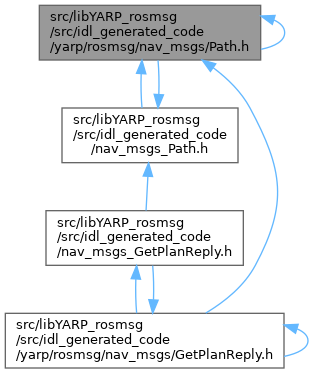 src/libYARP_rosmsg
/src/idl_generated_code
/yarp/rosmsg/nav_msgs/Path.h
src/libYARP_rosmsg
/src/idl_generated_code
/nav_msgs_Path.h
src/libYARP_rosmsg
/src/idl_generated_code
/nav_msgs_GetPlanReply.h
src/libYARP_rosmsg
/src/idl_generated_code
/yarp/rosmsg/nav_msgs/GetPlanReply.h